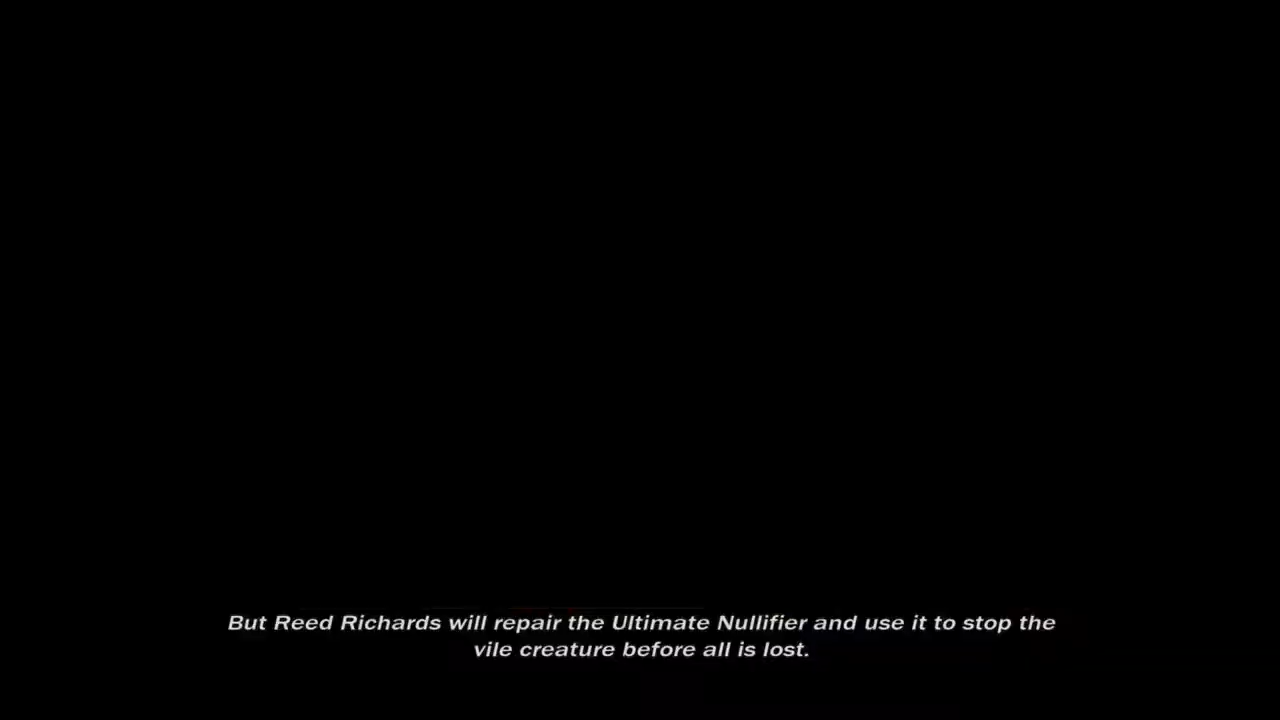 But Reed Richards will repair the Ultimate Nullifier and use it to stop the
vile creature before all is lost.